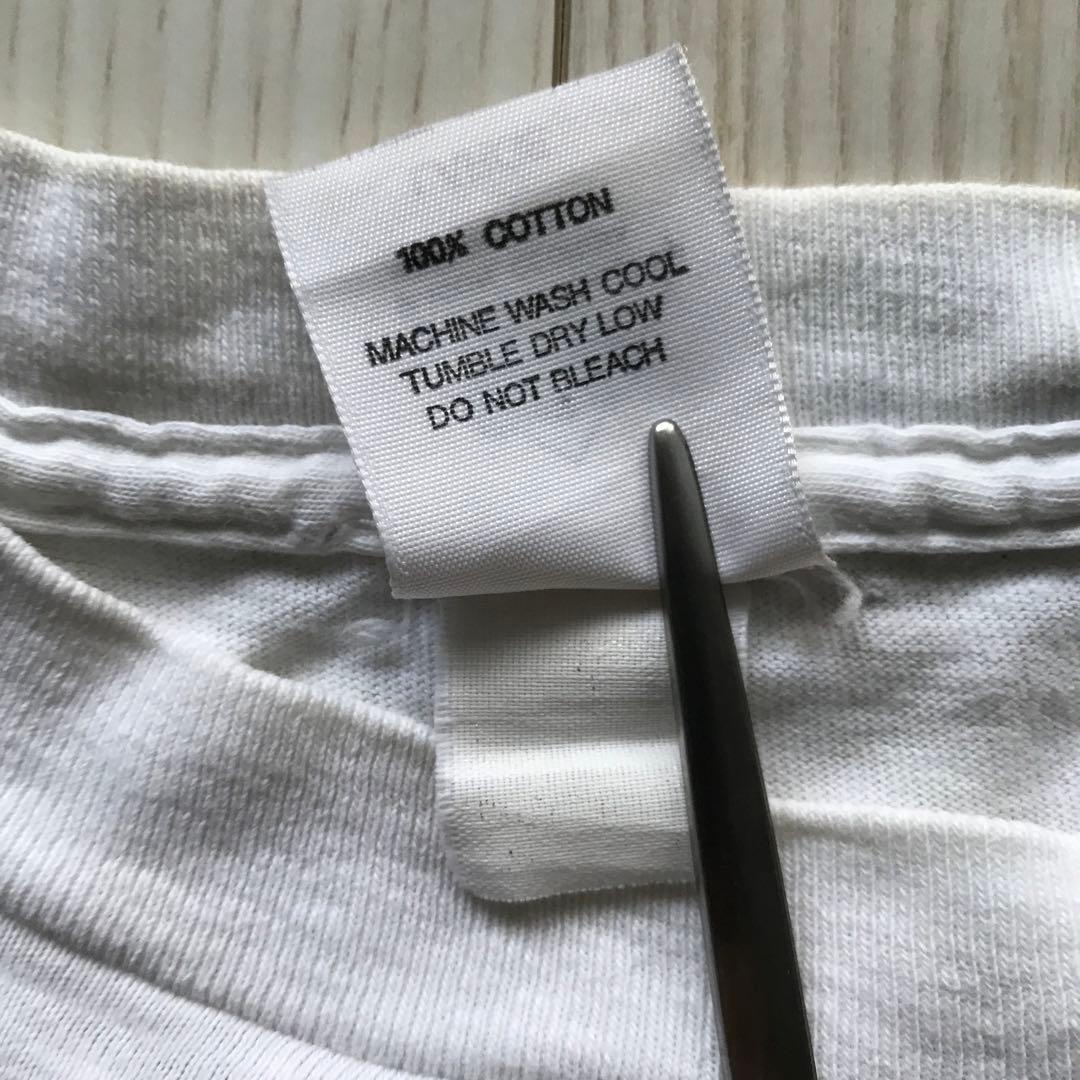 100% COTTON
MACHINE WASH COOL
TUMBLE DRY LOW
DO NOT BLEACH